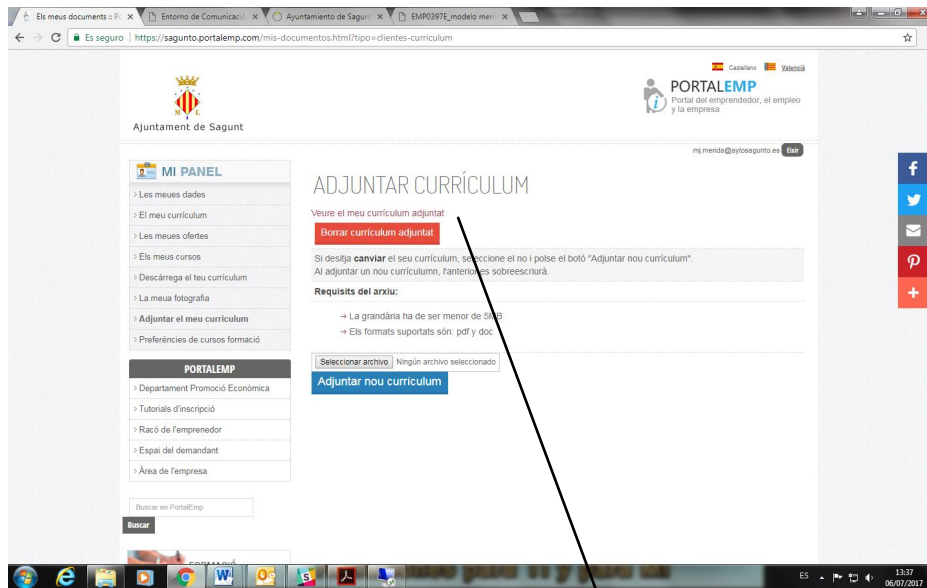 Els meus documents :: Po
Entorno de Comunicació
Ayuntamiento de Sagunt
EMP0397E_modelo mem
Es seguro | https://sagunto.portalemp.com/mis-documentos.html?tipo=clientes-curriculum
Castellano Valencià
PORTALEMP
Portal del emprendedor, el empleo
y la empresa
M L
Ajuntament de Sagunt
mj.merida@aytosagunto.es Eixir
MI PANEL
> Les meues dades
> El meu currículum
> Les meues ofertes
> Els meus cursos
> Descàrrega el teu currículum
> La meua fotografia
> Adjuntar el meu curriculum
> Preferències de cursos formació
ADJUNTAR CURRÍCULUM
Veure el meu currículum adjuntat
Borrar currículum adjuntat
Si desitja canviar el seu currículum, seleccione el no i polse el botó "Adjuntar nou currículum".
Al adjuntar un nou currículumn, l'anterior es sobreescriurà.
Requisits del arxiu:
→ La grandària ha de ser menor de 5MB
→ Els formats suportats són: pdf y doc
Seleccionar archivo Ningún archivo seleccionado
Adjuntar nou curriculum
PORTALEMP
> Departament Promoció Econòmica
> Tutorials d'inscripció
> Racó de l'emprenedor
> Espai del demandant
> Àrea de l'empresa
Buscar en PortalEmp
Buscar
ES
13:37
06/07/2017